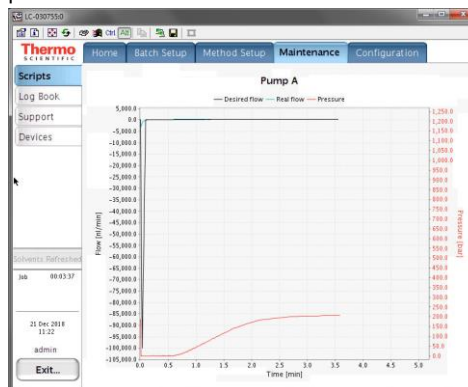 LC-030755:0
Ctrl
Thermo
SCIENTIFIC
Home
Batch Setup
Method Setup
Maintenance
Configuration
Scripts
Log Book
Support
Devices
Solvents Refreshed
Job 00:03:37
21 Dec 2018
11:22
admin
Exit...
Pump A
Desired flow
Real flow
Pressure
5,000.0
0.0
-5,000.0
-10,000.0
-15,000.0
-20,000.0
-25,000.0
-30,000.0
-35,000.0
-40,000.0
-45,000.0
-50,000.0
-55,000.0
-60,000.0
-65,000.0
-70,000.0
-75,000.0
-80,000.0
-85,000.0
-90,000.0
-95,000.0
-100,000.0
-105,000.0
Flow [nl/min]
1,250.0
1,200.0
1,150.0
1,100.0
1,050.0
1,000.0
950.0
900.0
850.0
800.0
750.0
700.0
650.0
600.0
550.0
500.0
450.0
400.0
350.0
300.0
250.0
200.0
150.0
100.0
50.0
0.0
Pressure [bar]
0.0 0.5 1.0 1.5 2.0 2.5 3.0 3.5 4.0 4.5 5.0
Time [min]